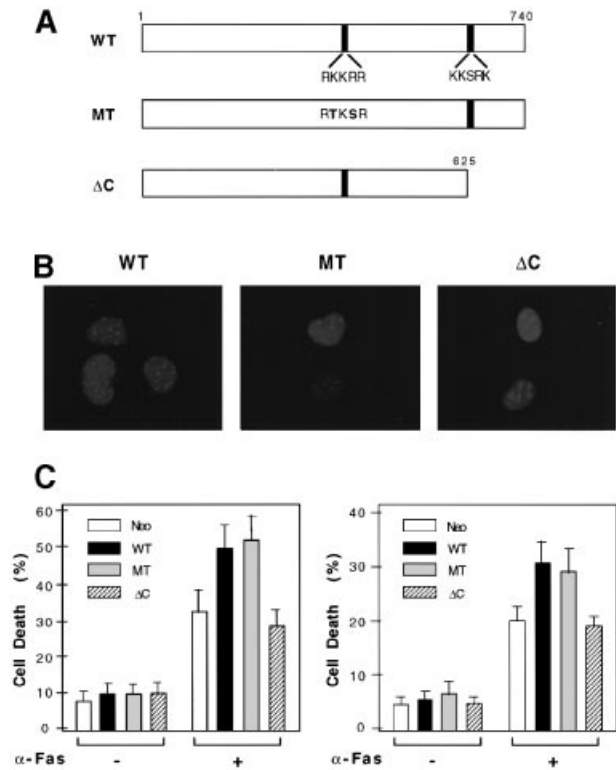 A
1 740
WT
RKKRR KKSRK
MT RTKSR
625
ΔC
B WT MT ΔC
C
60
50
40
30
20
10
0
Cell Death (%)
Neo
WT
MT
ΔC
α-Fas - +
40
30
20
10
0
Cell Death (%)
Neo
WT
MT
ΔC
α-Fas - +